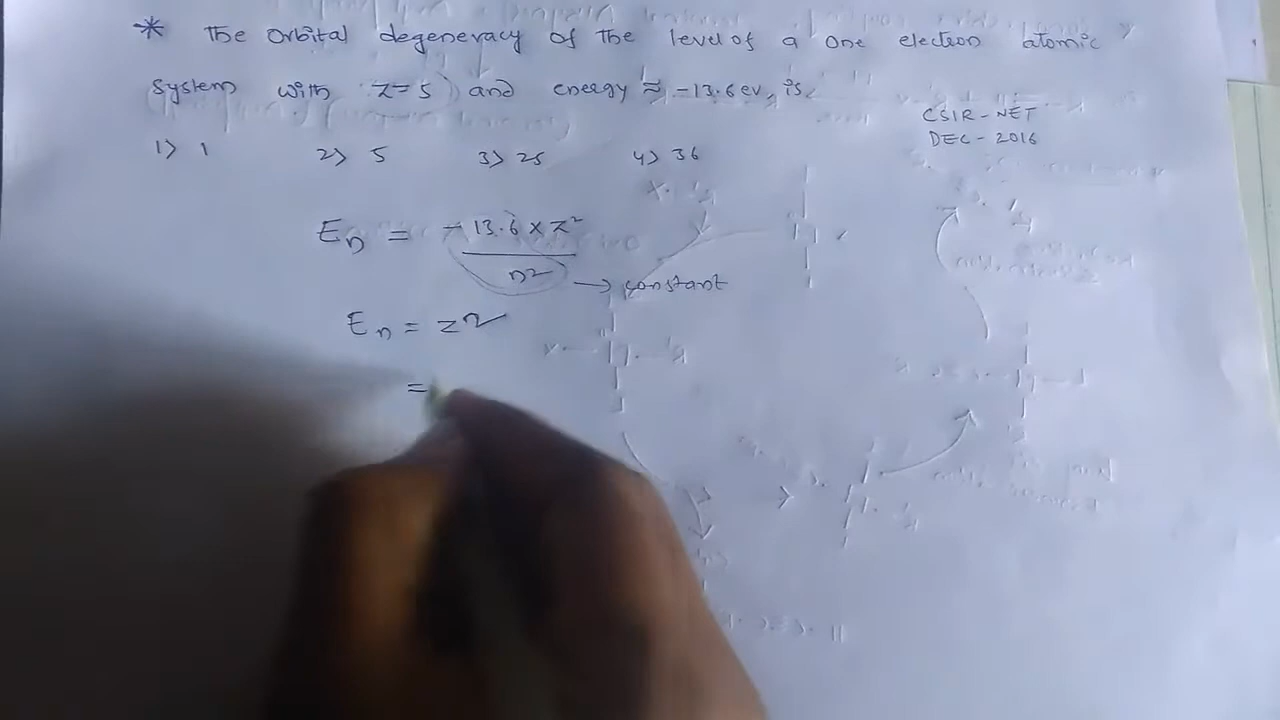 * The orbital degeneracy of the level of a one electron atomic
system with z=5 and energy ≈ -13.6 ev, is
CSIR-NET
DEC-2016
1> 1 2> 5 3> 25 4> 36
En = -13.6 x z²
n² → constant
En = z²
=